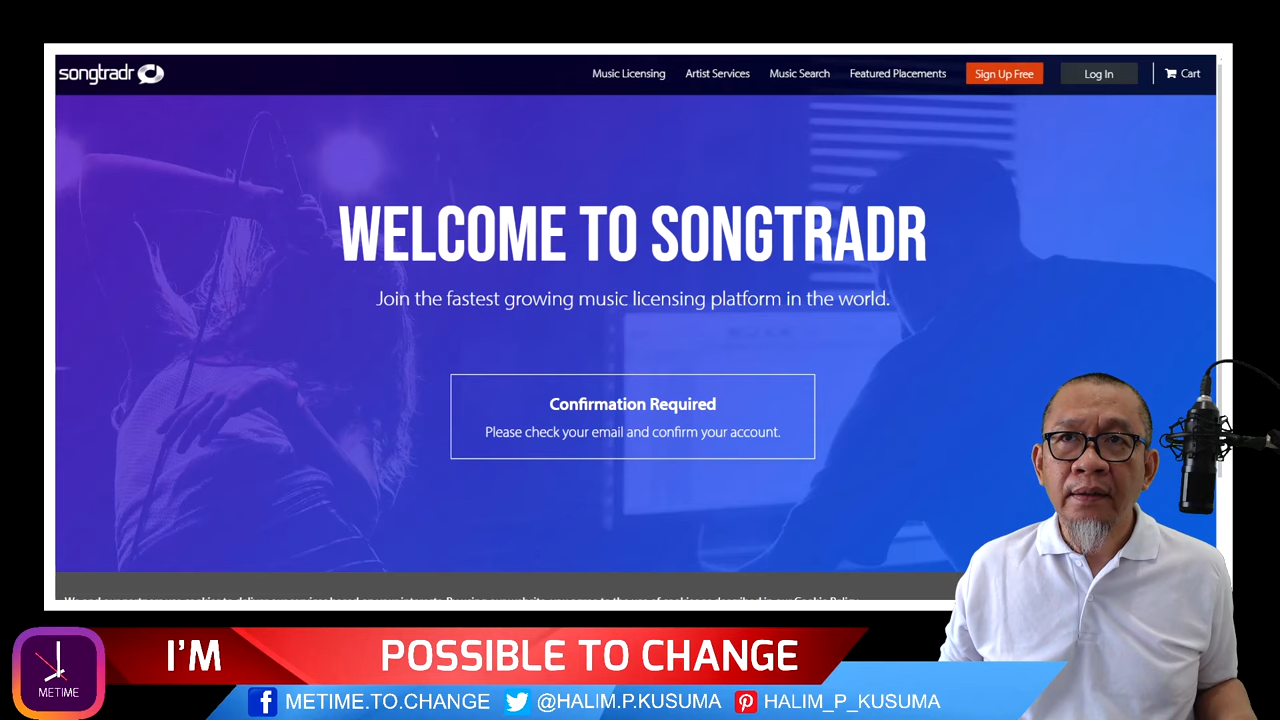 songtradr
Music Licensing Artist Services Music Search Featured Placements Sign Up Free Log In Cart
WELCOME TO SONGTRADR
Join the fastest growing music licensing platform in the world.
Confirmation Required
Please check your email and confirm your account.
I'M POSSIBLE TO CHANGE
METIME
METIME.TO.CHANGE @HALIM.P.KUSUMA HALIM_P_KUSUMA